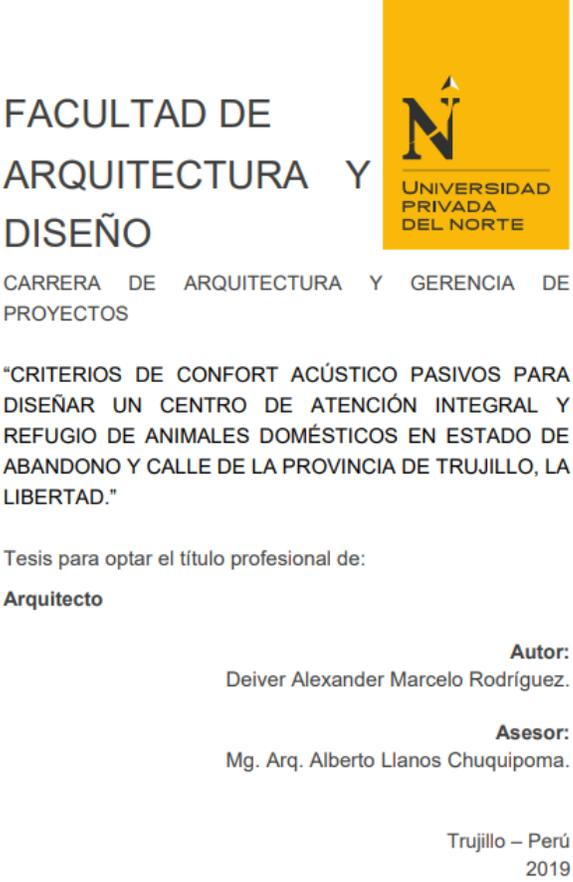 FACULTAD DE
ARQUITECTURA Y
DISEÑO
N
UNIVERSIDAD
PRIVADA
DEL NORTE
CARRERA DE ARQUITECTURA Y GERENCIA DE
PROYECTOS
“CRITERIOS DE CONFORT ACÚSTICO PASIVOS PARA
DISEÑAR UN CENTRO DE ATENCIÓN INTEGRAL Y
REFUGIO DE ANIMALES DOMÉSTICOS EN ESTADO DE
ABANDONO Y CALLE DE LA PROVINCIA DE TRUJILLO, LA
LIBERTAD.”
Tesis para optar el título profesional de:
Arquitecto
Autor:
Deiver Alexander Marcelo Rodríguez.
Asesor:
Mg. Arq. Alberto Llanos Chuquipoma.
Trujillo – Perú
2019